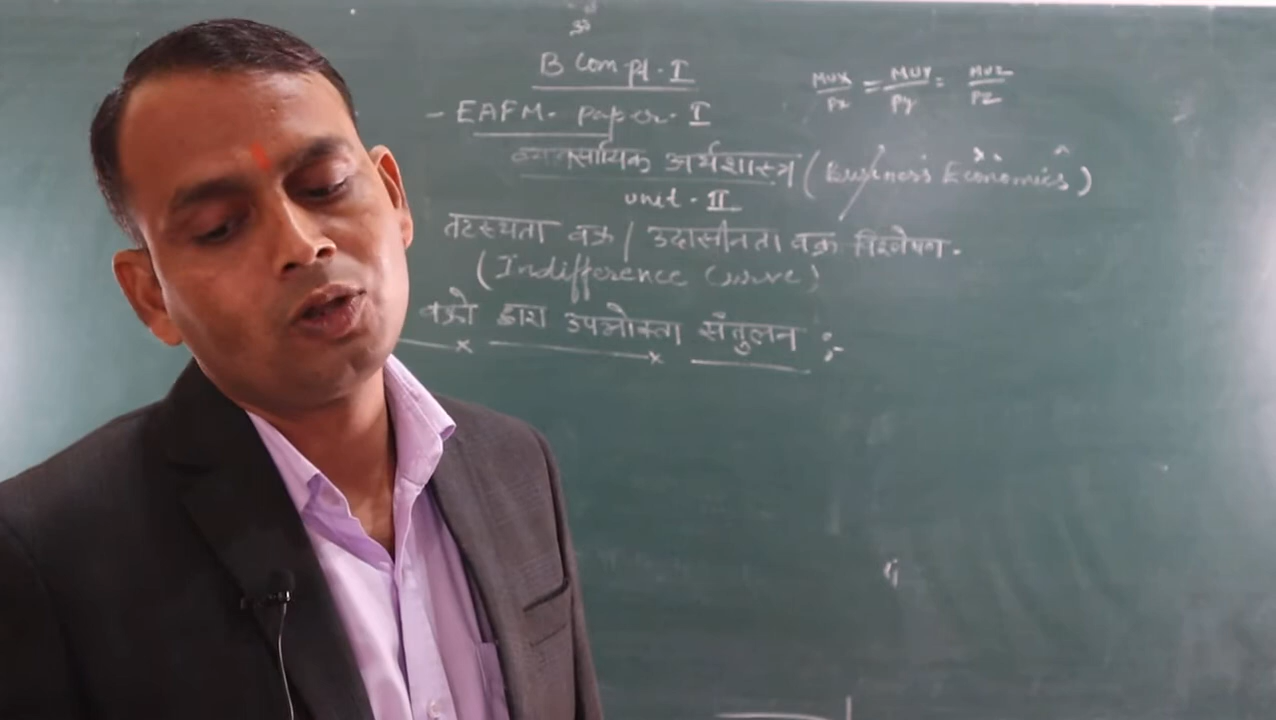 B Com pt. I
- EAFM. paper. I
व्यावसायिक अर्थशास्त्र (Business Economics)
unit. II
तटस्थता वक्र / उदासीनता वक्र विश्लेषण.
(Indifference Curve)
वक्रो द्वारा उपभोक्ता संतुलन :-
MUX/Px = MUY/Py = MUZ/PZ